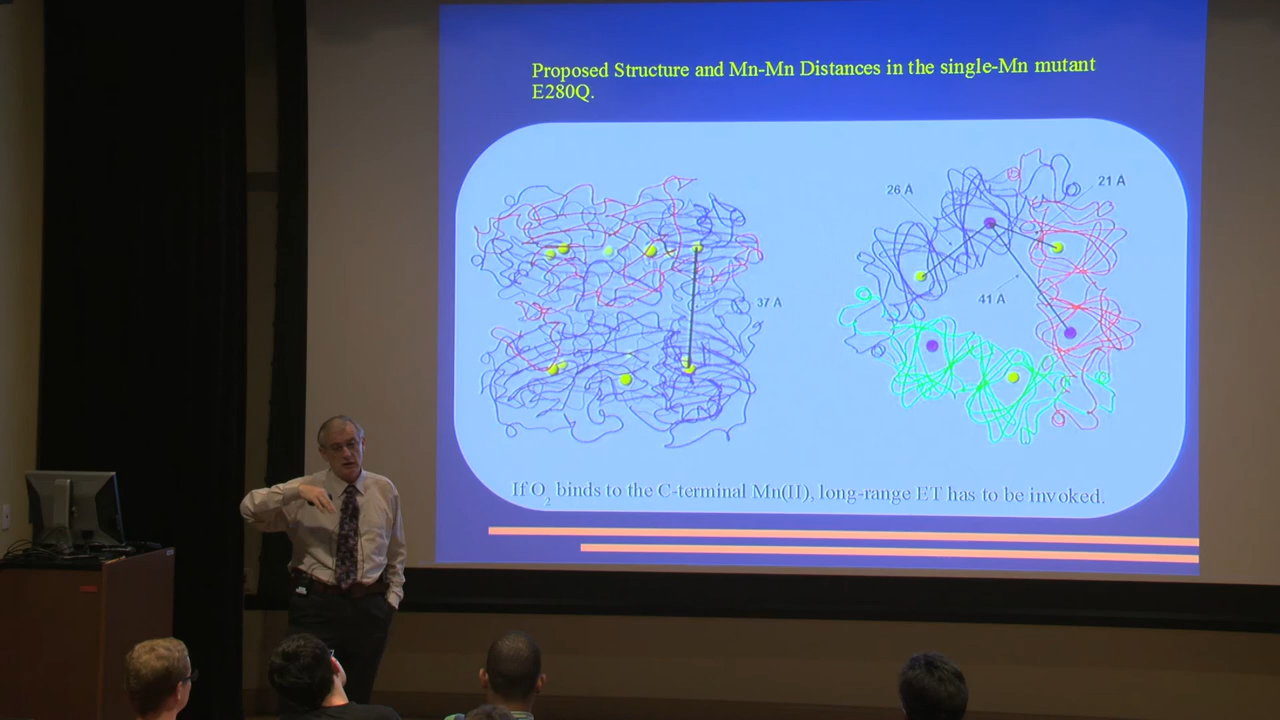 Proposed Structure and Mn-Mn Distances in the single-Mn mutant
E280Q.
26 A
21 A
37 A
41 A
If O2 binds to the C-terminal Mn(II), long-range ET has to be invoked.